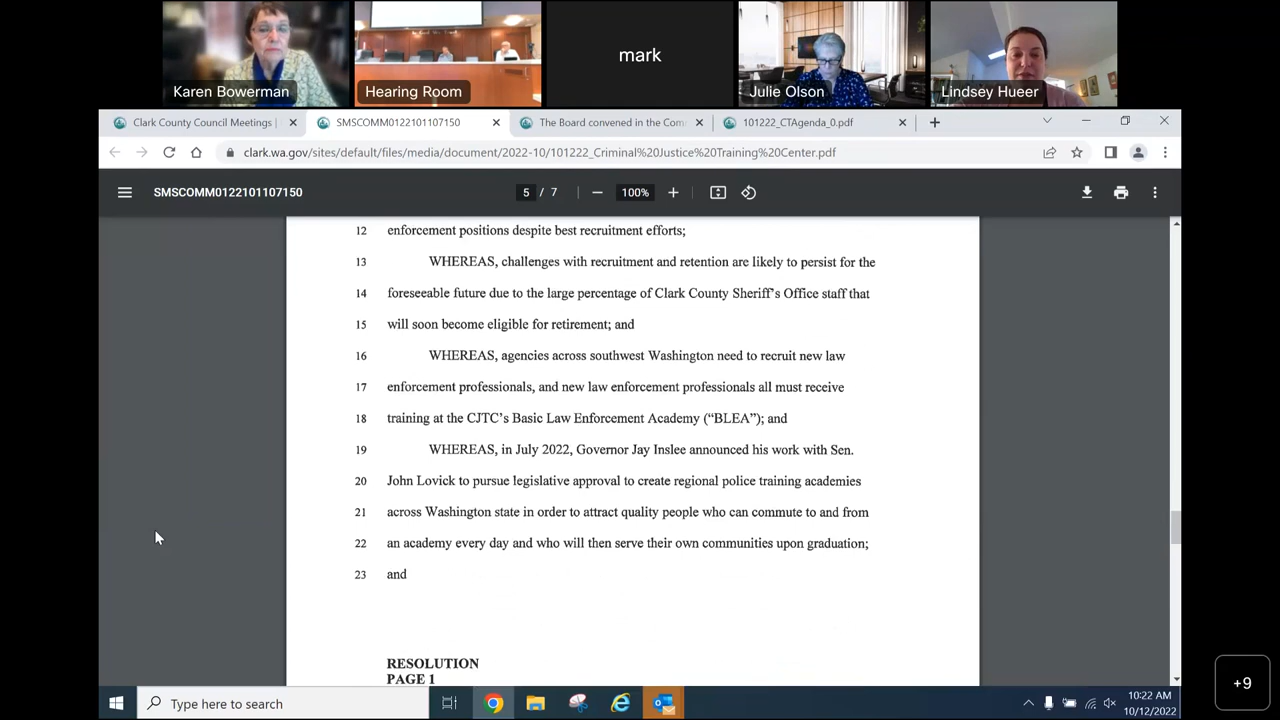 Karen Bowerman
Hearing Room
mark
Julie Olson
Lindsey Hueer
Clark County Council Meetings |
SMSCOMM0122101107150
The Board convened in the Com
101222_CTAgenda_0.pdf
clark.wa.gov/sites/default/files/media/document/2022-10/101222_Criminal%20Justice%20Training%20Center.pdf
SMSCOMM0122101107150
5 / 7
100%
12 enforcement positions despite best recruitment efforts;
13 WHEREAS, challenges with recruitment and retention are likely to persist for the
14 foreseeable future due to the large percentage of Clark County Sheriff's Office staff that
15 will soon become eligible for retirement; and
16 WHEREAS, agencies across southwest Washington need to recruit new law
17 enforcement professionals, and new law enforcement professionals all must receive
18 training at the CJTC's Basic Law Enforcement Academy (“BLEA”); and
19 WHEREAS, in July 2022, Governor Jay Inslee announced his work with Sen.
20 John Lovick to pursue legislative approval to create regional police training academies
21 across Washington state in order to attract quality people who can commute to and from
22 an academy every day and who will then serve their own communities upon graduation;
23 and
RESOLUTION
PAGE 1
Type here to search
10:22 AM
10/12/2022
+9